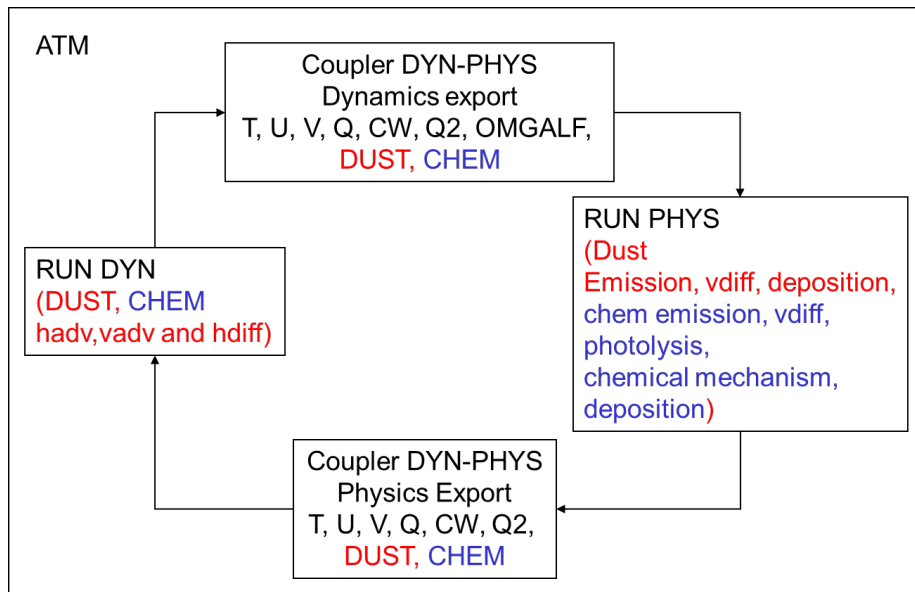 ATM
Coupler DYN-PHYS
Dynamics export
T, U, V, Q, CW, Q2, OMGALF,
DUST, CHEM
RUN PHYS
(Dust
Emission, vdiff, deposition,
chem emission, vdiff,
photolysis,
chemical mechanism,
deposition)
RUN DYN
(DUST, CHEM
hadv,vadv and hdiff)
Coupler DYN-PHYS
Physics Export
T, U, V, Q, CW, Q2,
DUST, CHEM